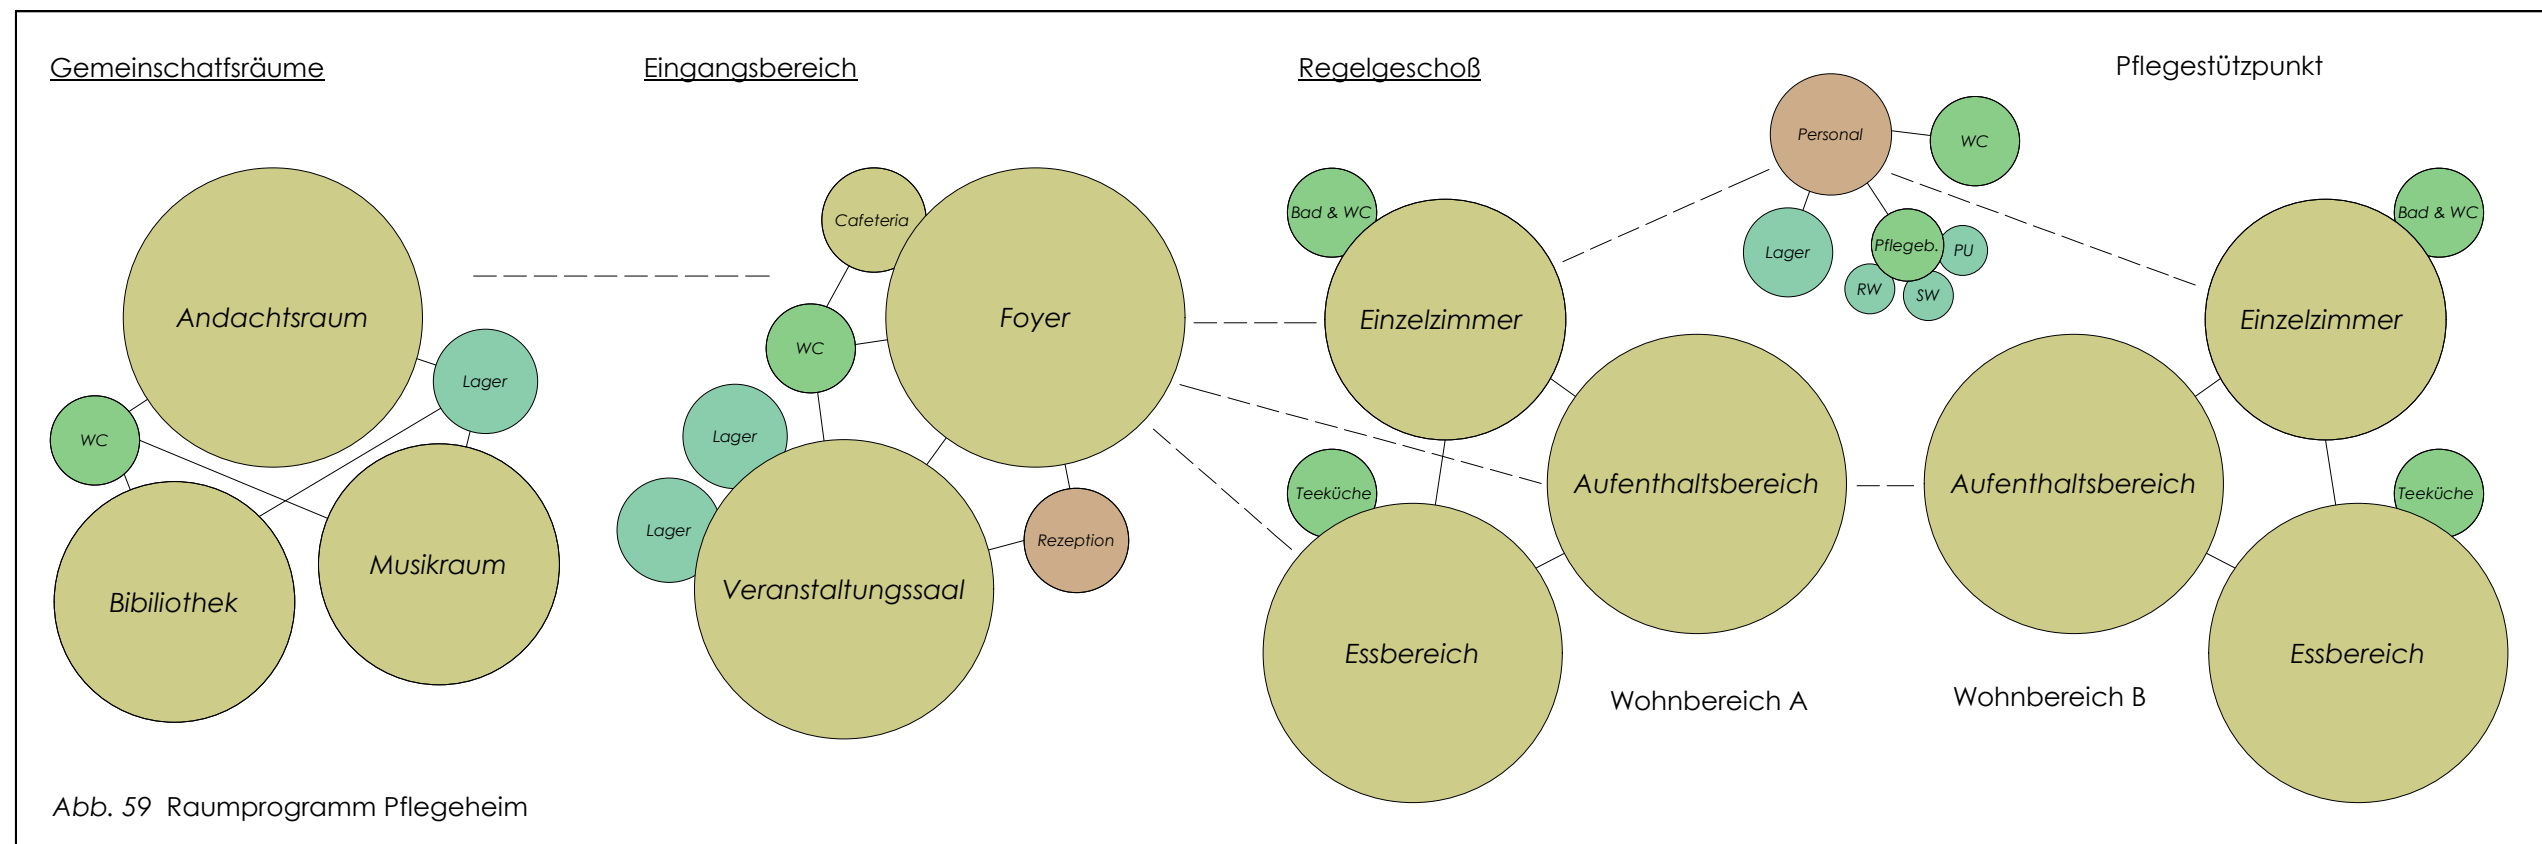 Gemeinschatfsräume
Eingangsbereich
Regelgeschoß
Pflegestützpunkt
Andachtsraum
Lager
WC
Bibiliothek
Musikraum
Cafeteria
Foyer
WC
Lager
Lager
Veranstaltungssaal
Rezeption
Personal
WC
Lager
Pflegeb.
PU
RW
SW
Bad & WC
Einzelzimmer
Aufenthaltsbereich
Teeküche
Essbereich
Wohnbereich A
Bad & WC
Einzelzimmer
Aufenthaltsbereich
Teeküche
Essbereich
Wohnbereich B
Abb. 59 Raumprogramm Pflegeheim